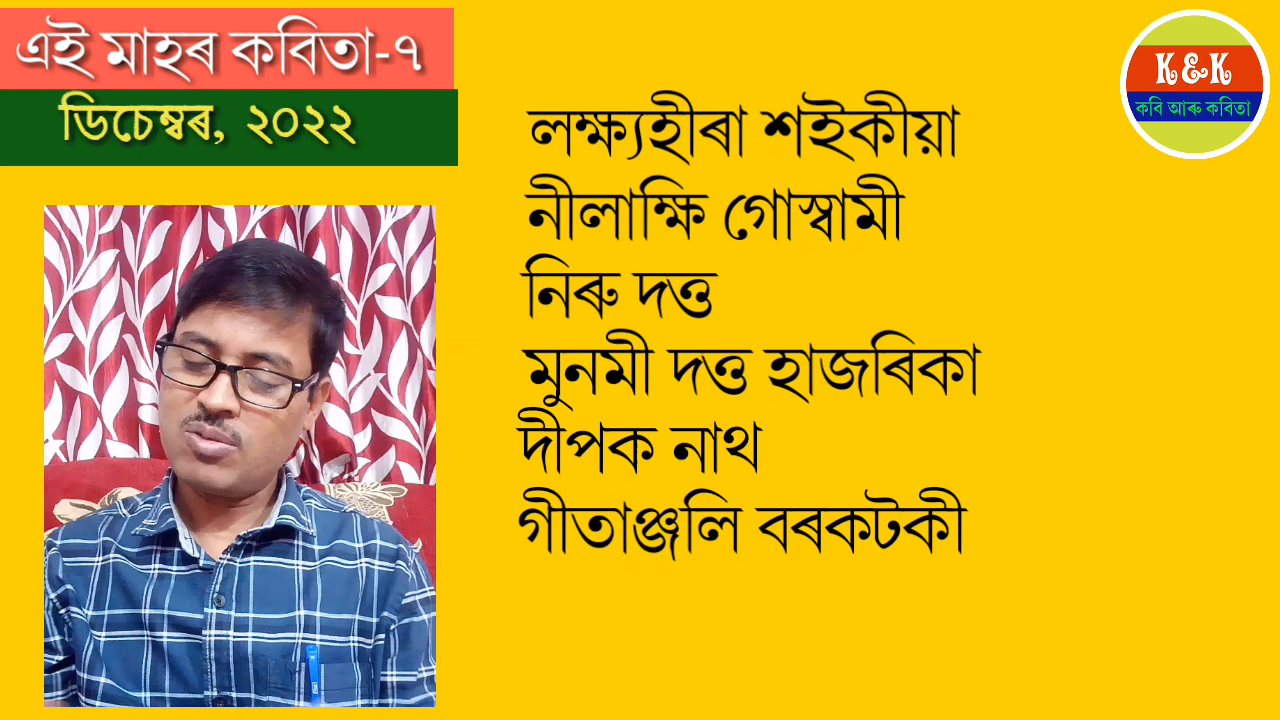 এই মাহৰ কবিতা-৭
ডিচেম্বৰ, ২০২২
K&K
কবি আৰু কবিতা
লক্ষ্যহীৰা শইকীয়া
নীলাক্ষি গোস্বামী
নিৰু দত্ত
মুনমী দত্ত হাজৰিকা
দীপক নাথ
গীতাঞ্জলি বৰকটকী